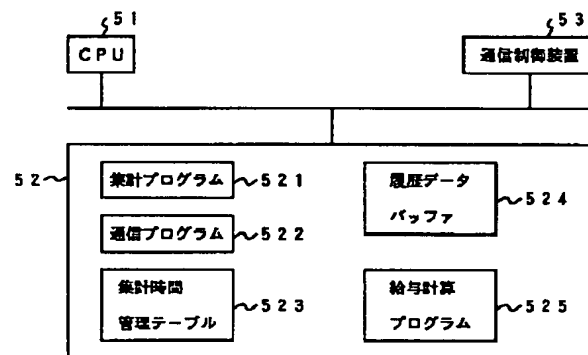 51
CPU
53
通信制御装置
52
集計プログラム
521
通信プログラム
522
集計時間
管理テーブル
523
履歴データ
バッファ
524
給与計算
プログラム
525